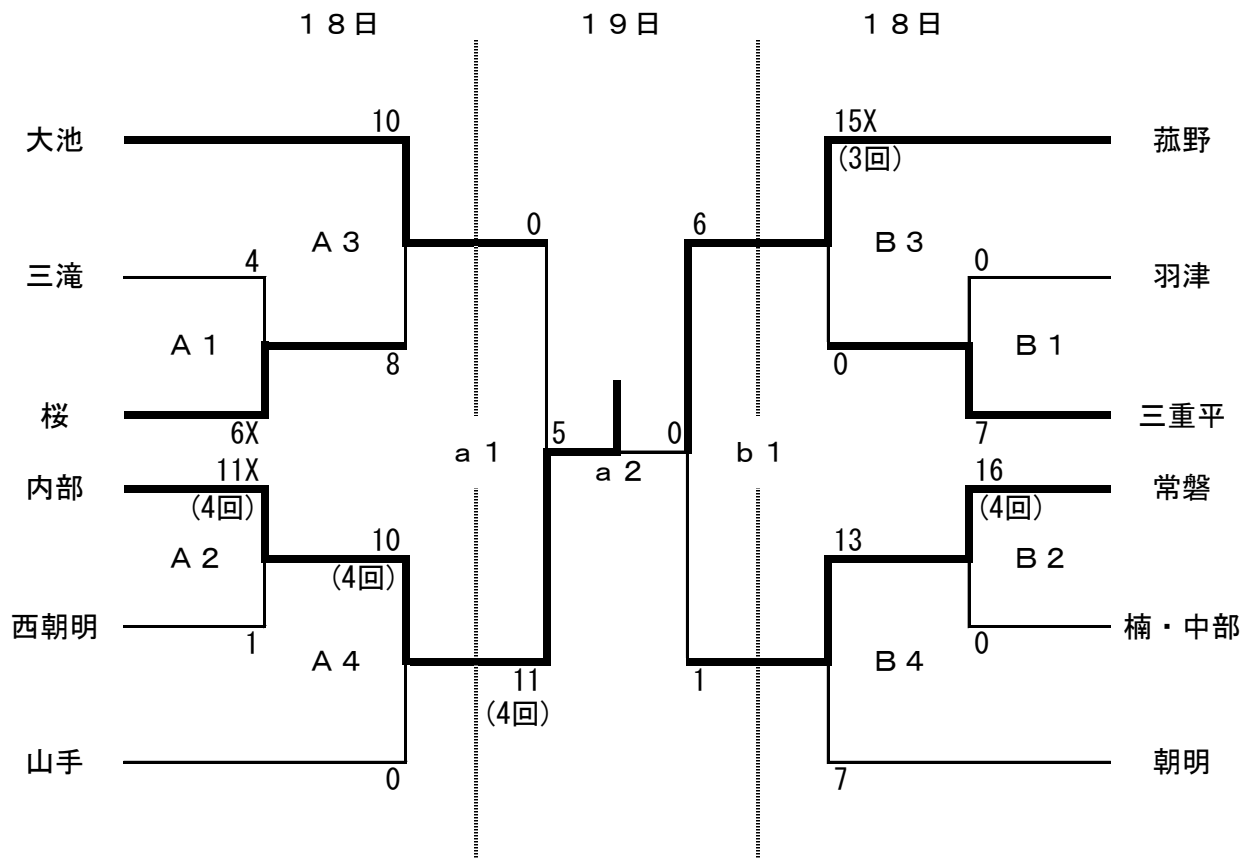 18日 19日 18日
10 15X
大池 菰野
(3回)
0 6
A3 B3
4 0
三滝 羽津
A1 B1
8 0
桜 三重平
6X 5 0 7
a1 a2 b1
11X 16
内部 常磐
(4回) (4回)
10 13
A2 B2
(4回)
西朝明 楠・中部
1 0
A4 B4
11 1
(4回)
山手 朝明
0 7